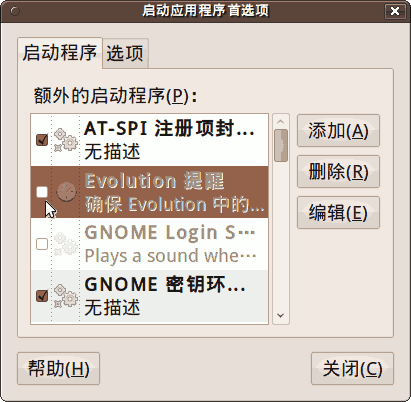 启动应用程序首选项
启动程序 选项
额外的启动程序(P)：
AT-SPI 注册项封...
无描述
Evolution 提醒
确保 Evolution 中的...
GNOME Login S...
Plays a sound whe...
GNOME 密钥环...
无描述
添加(A)
删除(R)
编辑(E)
帮助(H) 关闭(C)